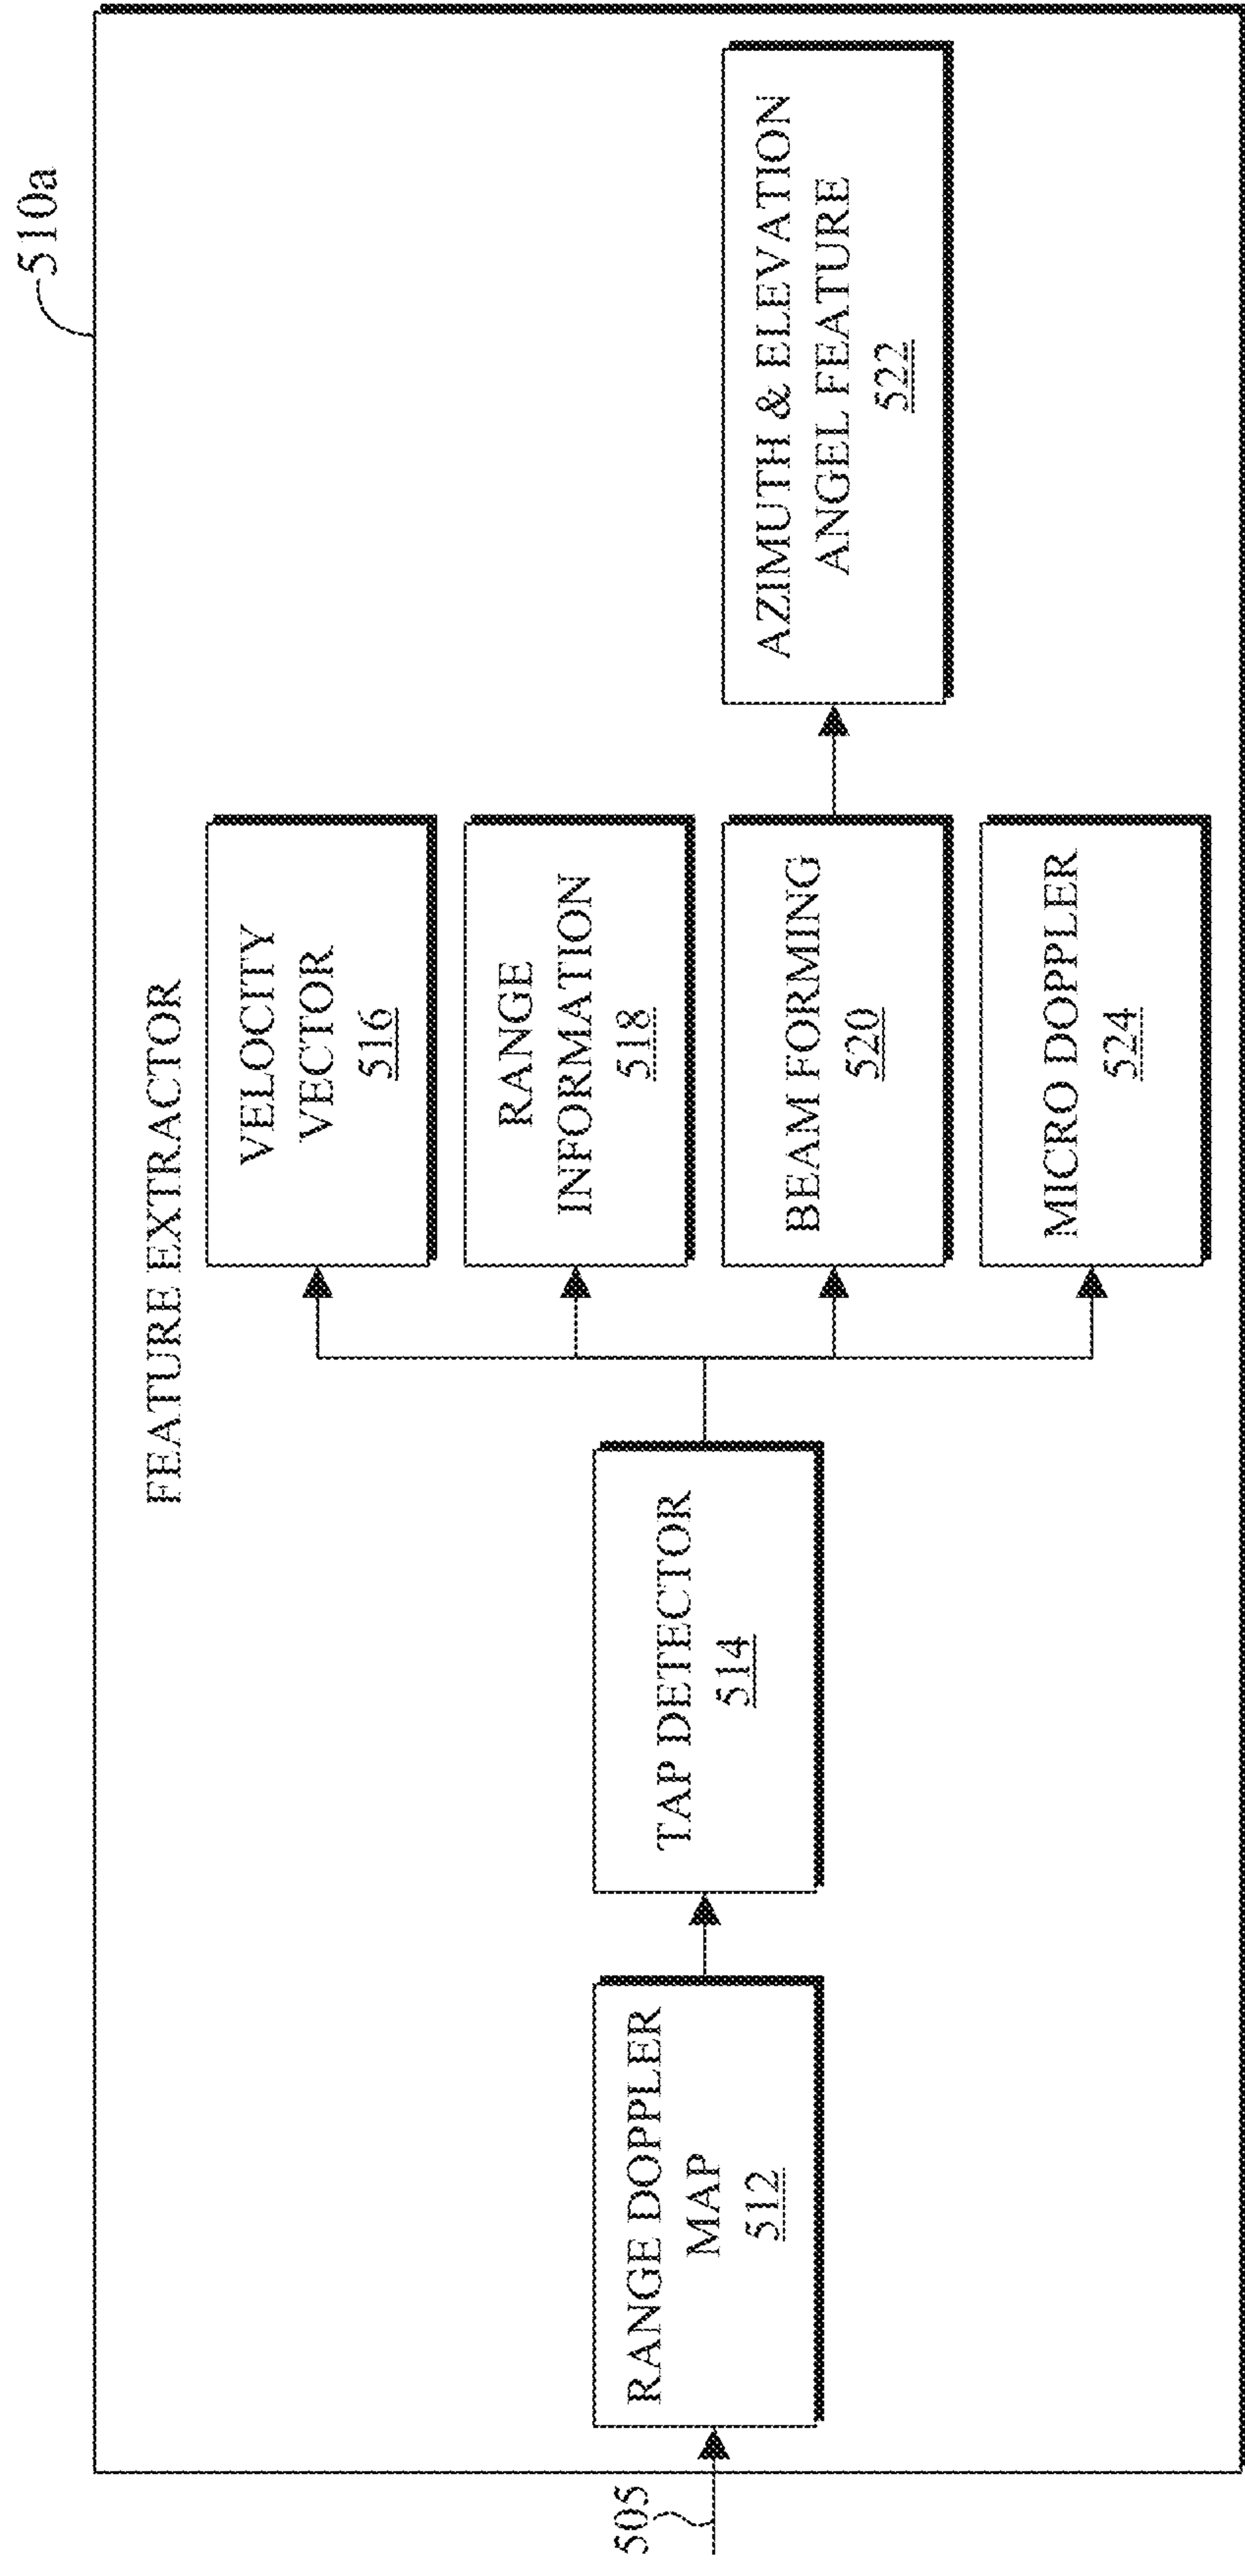 510a
FEATURE EXTRACTOR
505
RANGE DOPPLER
MAP
512
TAP DETECTOR
514
VELOCITY
VECTOR
516
RANGE
INFORMATION
518
BEAM FORMING
520
MICRO DOPPLER
524
AZIMUTH & ELEVATION
ANGEL FEATURE
522